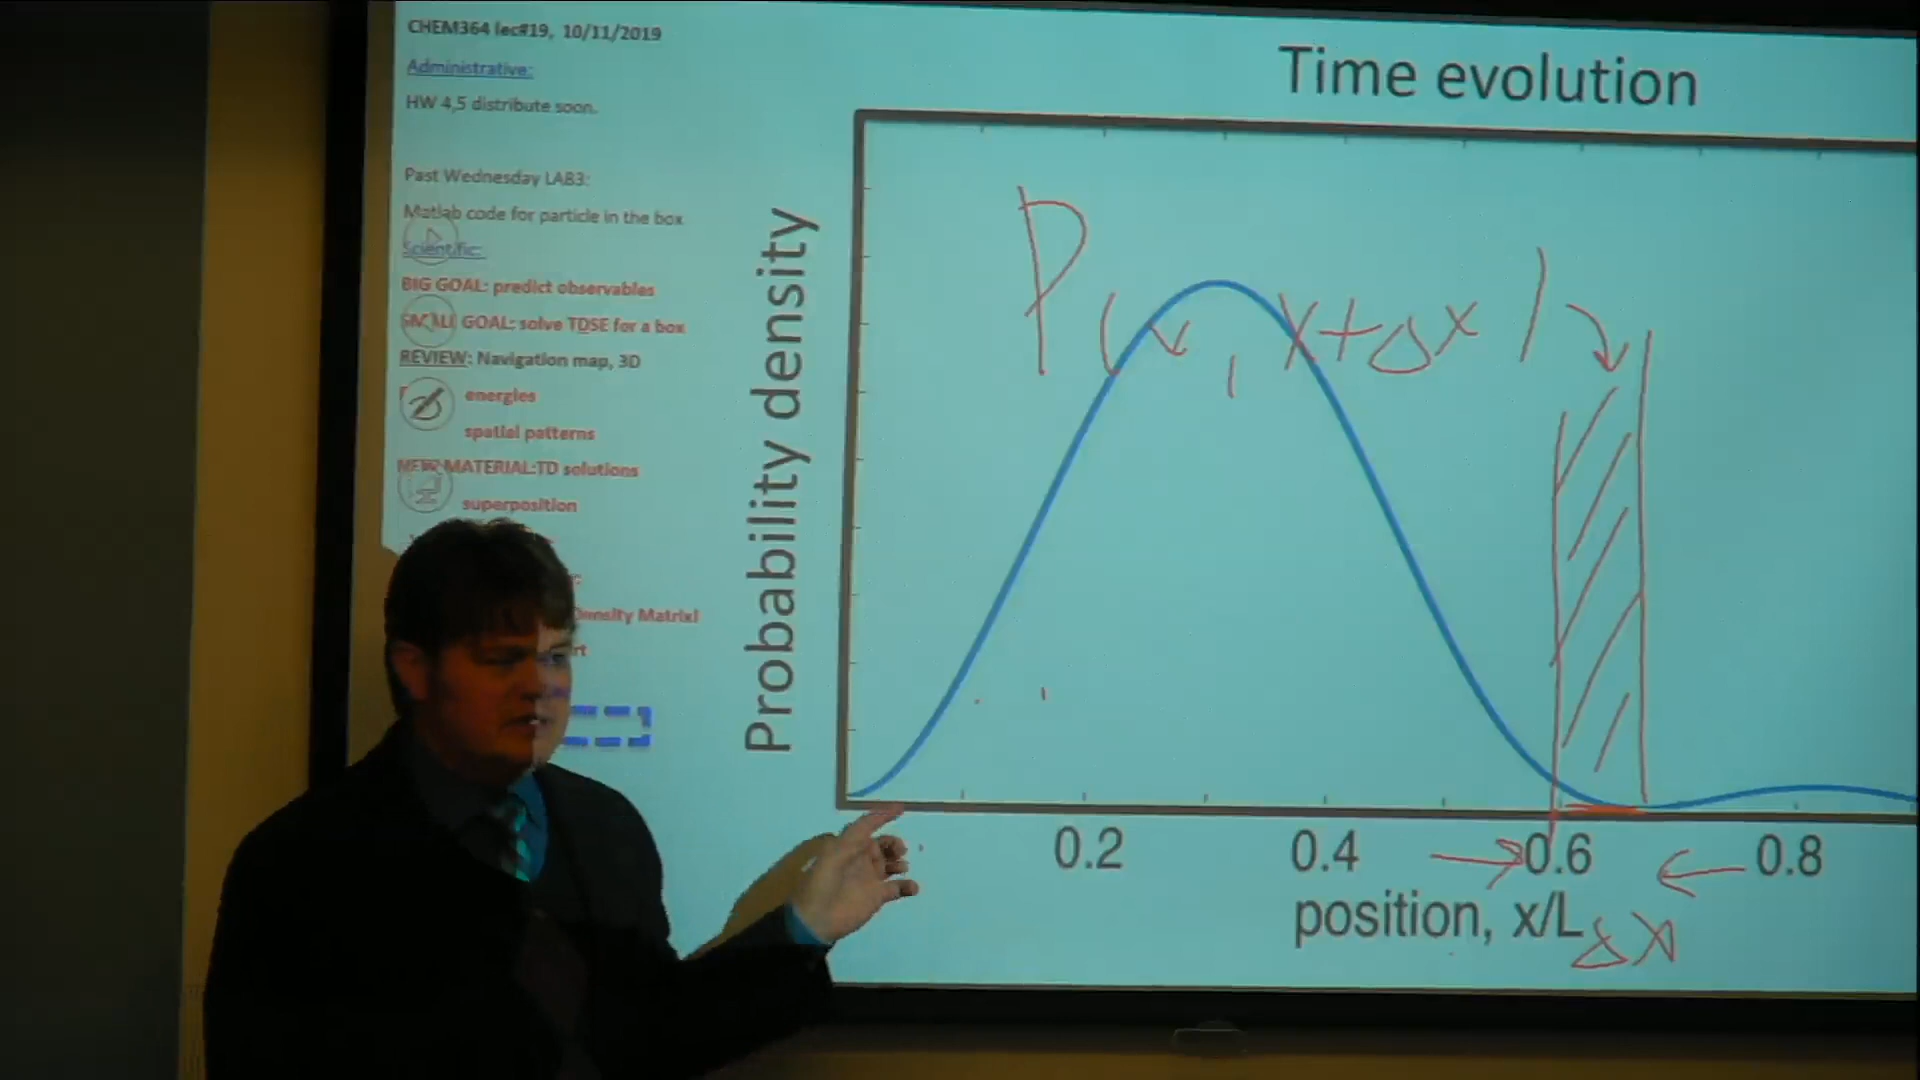 CHEM364 lec#19, 10/11/2019
Administrative:
HW 4,5 distribute soon.
Past Wednesday LAB3:
Matlab code for particle in the box
Scientific:
BIG GOAL: predict observables
SMALL GOAL: solve TDSE for a box
REVIEW: Navigation map, 3D
energies
spatial patterns
NEW MATERIAL:TD solutions
superposition
Density Matrix!
Time evolution
Probability density
P(x, x+Δx)
0.2 0.4 0.6 0.8
position, x/L
Δx